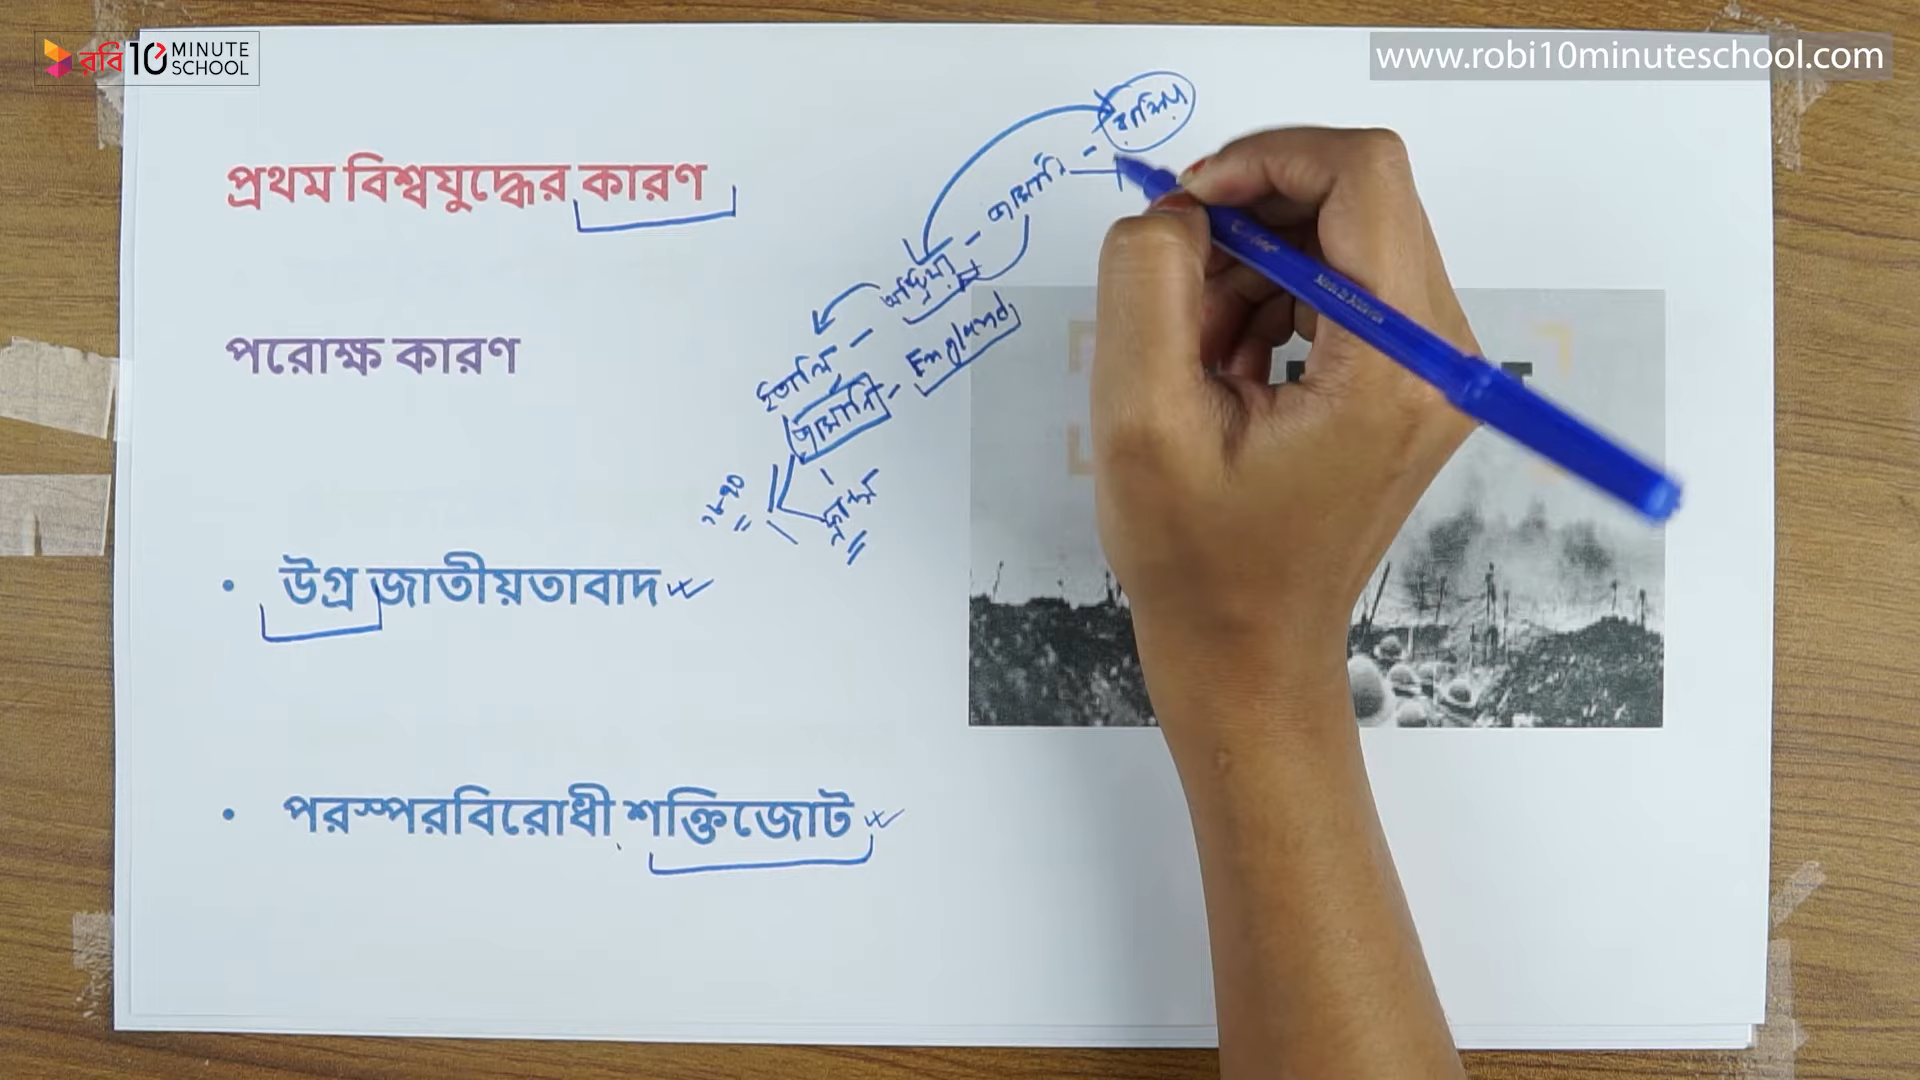 রবি 10 MINUTE SCHOOL
www.robi10minuteschool.com
প্রথম বিশ্বযুদ্ধের কারণ
রাশিয়া
জার্মানি
পরোক্ষ কারণ
অস্ট্রিয়া
ইতালি
England
জার্মানী
১৮৭০
ফ্রান্স
• উগ্র জাতীয়তাবাদ
• পরস্পরবিরোধী শক্তিজোট